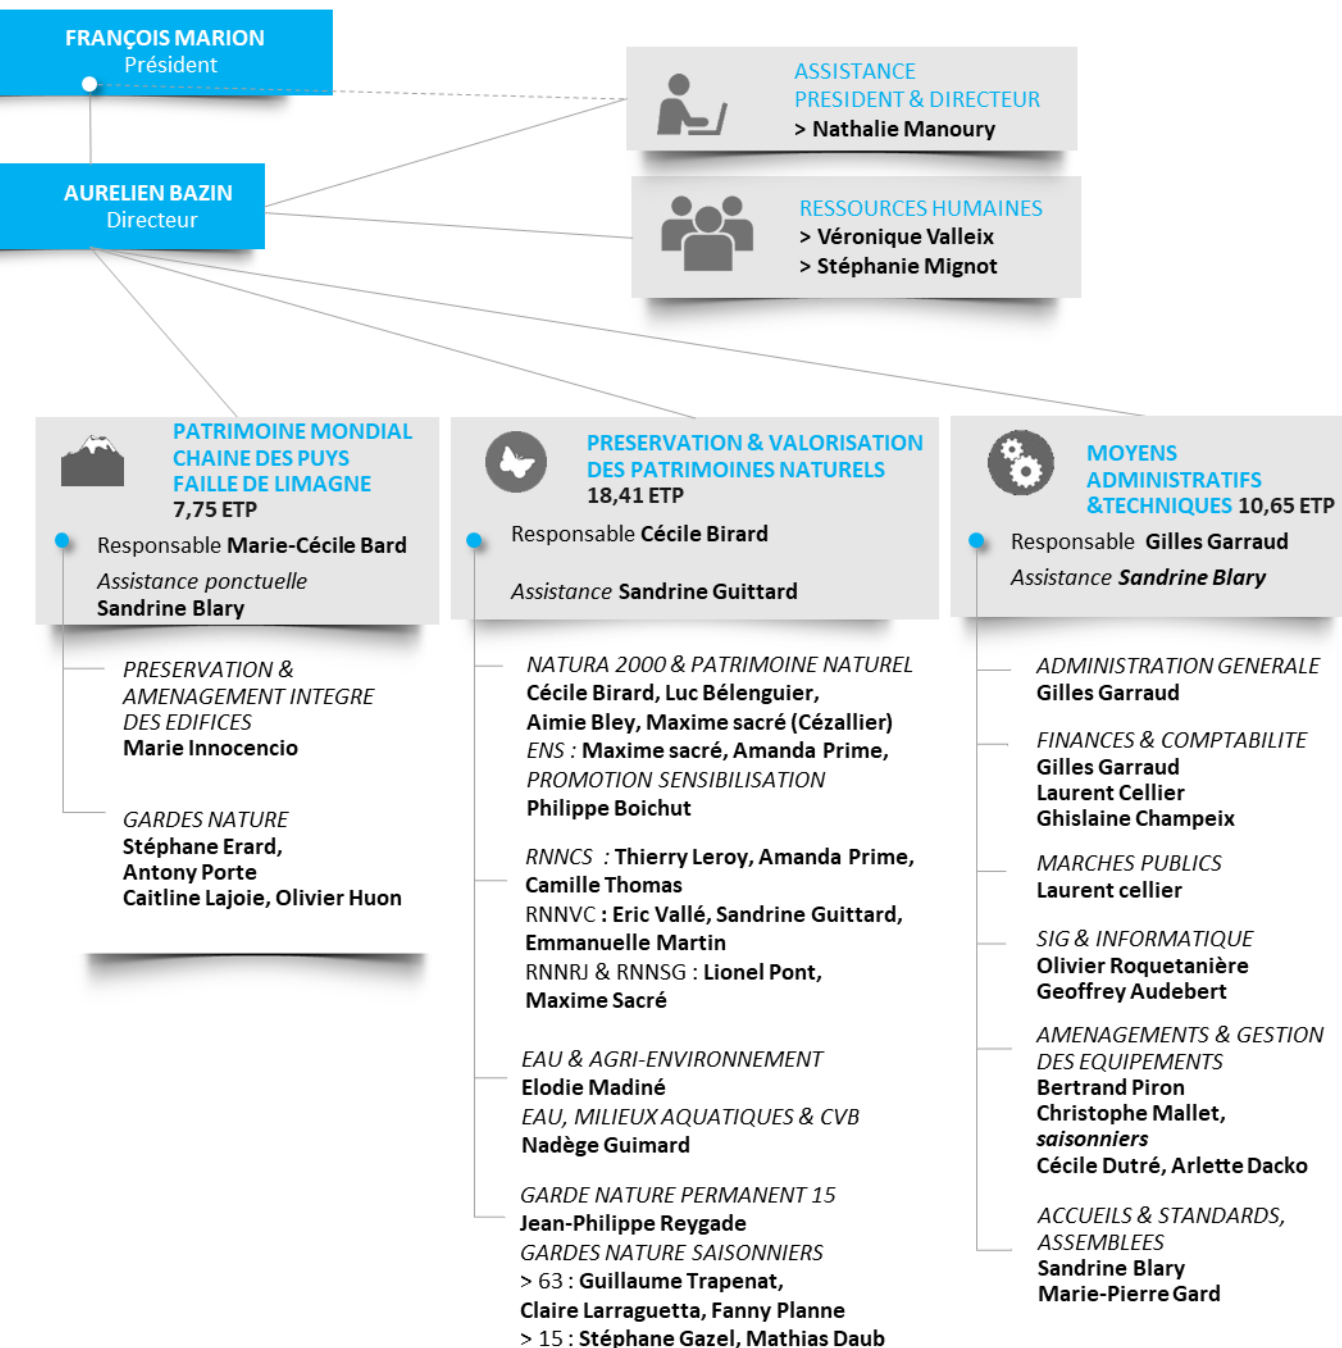 FRANÇOIS MARION
Président
AURELIEN BAZIN
Directeur
ASSISTANCE
PRESIDENT & DIRECTEUR
> Nathalie Manoury
RESSOURCES HUMAINES
> Véronique Valleix
> Stéphanie Mignot
PATRIMOINE MONDIAL
CHAINE DES PUYS
FAILLE DE LIMAGNE
7,75 ETP
Responsable Marie-Cécile Bard
Assistance ponctuelle
Sandrine Blary
PRESERVATION &
AMENAGEMENT INTEGRE
DES EDIFICES
Marie Innocencio
GARDES NATURE
Stéphane Erard,
Antony Porte
Caitline Lajoie, Olivier Huon
PRESERVATION & VALORISATION
DES PATRIMOINES NATURELS
18,41 ETP
Responsable Cécile Birard
Assistance Sandrine Guittard
NATURA 2000 & PATRIMOINE NATUREL
Cécile Birard, Luc Bélenguier,
Aimie Bley, Maxime sacré (Cézallier)
ENS : Maxime sacré, Amanda Prime,
PROMOTION SENSIBILISATION
Philippe Boichut
RNNCS : Thierry Leroy, Amanda Prime,
Camille Thomas
RNNVC : Eric Vallé, Sandrine Guittard,
Emmanuelle Martin
RNNRJ & RNNSG : Lionel Pont,
Maxime Sacré
EAU & AGRI-ENVIRONNEMENT
Elodie Madiné
EAU, MILIEUX AQUATIQUES & CVB
Nadège Guimard
GARDE NATURE PERMANENT 15
Jean-Philippe Reygade
GARDES NATURE SAISONNIERS
> 63 : Guillaume Trapenat,
Claire Larraguetta, Fanny Planne
> 15 : Stéphane Gazel, Mathias Daub
MOYENS
ADMINISTRATIFS
&TECHNIQUES 10,65 ETP
Responsable Gilles Garraud
Assistance Sandrine Blary
ADMINISTRATION GENERALE
Gilles Garraud
FINANCES & COMPTABILITE
Gilles Garraud
Laurent Cellier
Ghislaine Champeix
MARCHES PUBLICS
Laurent cellier
SIG & INFORMATIQUE
Olivier Roquetanière
Geoffrey Audebert
AMENAGEMENTS & GESTION
DES EQUIPEMENTS
Bertrand Piron
Christophe Mallet,
saisonniers
Cécile Dutré, Arlette Dacko
ACCUEILS & STANDARDS,
ASSEMBLEES
Sandrine Blary
Marie-Pierre Gard